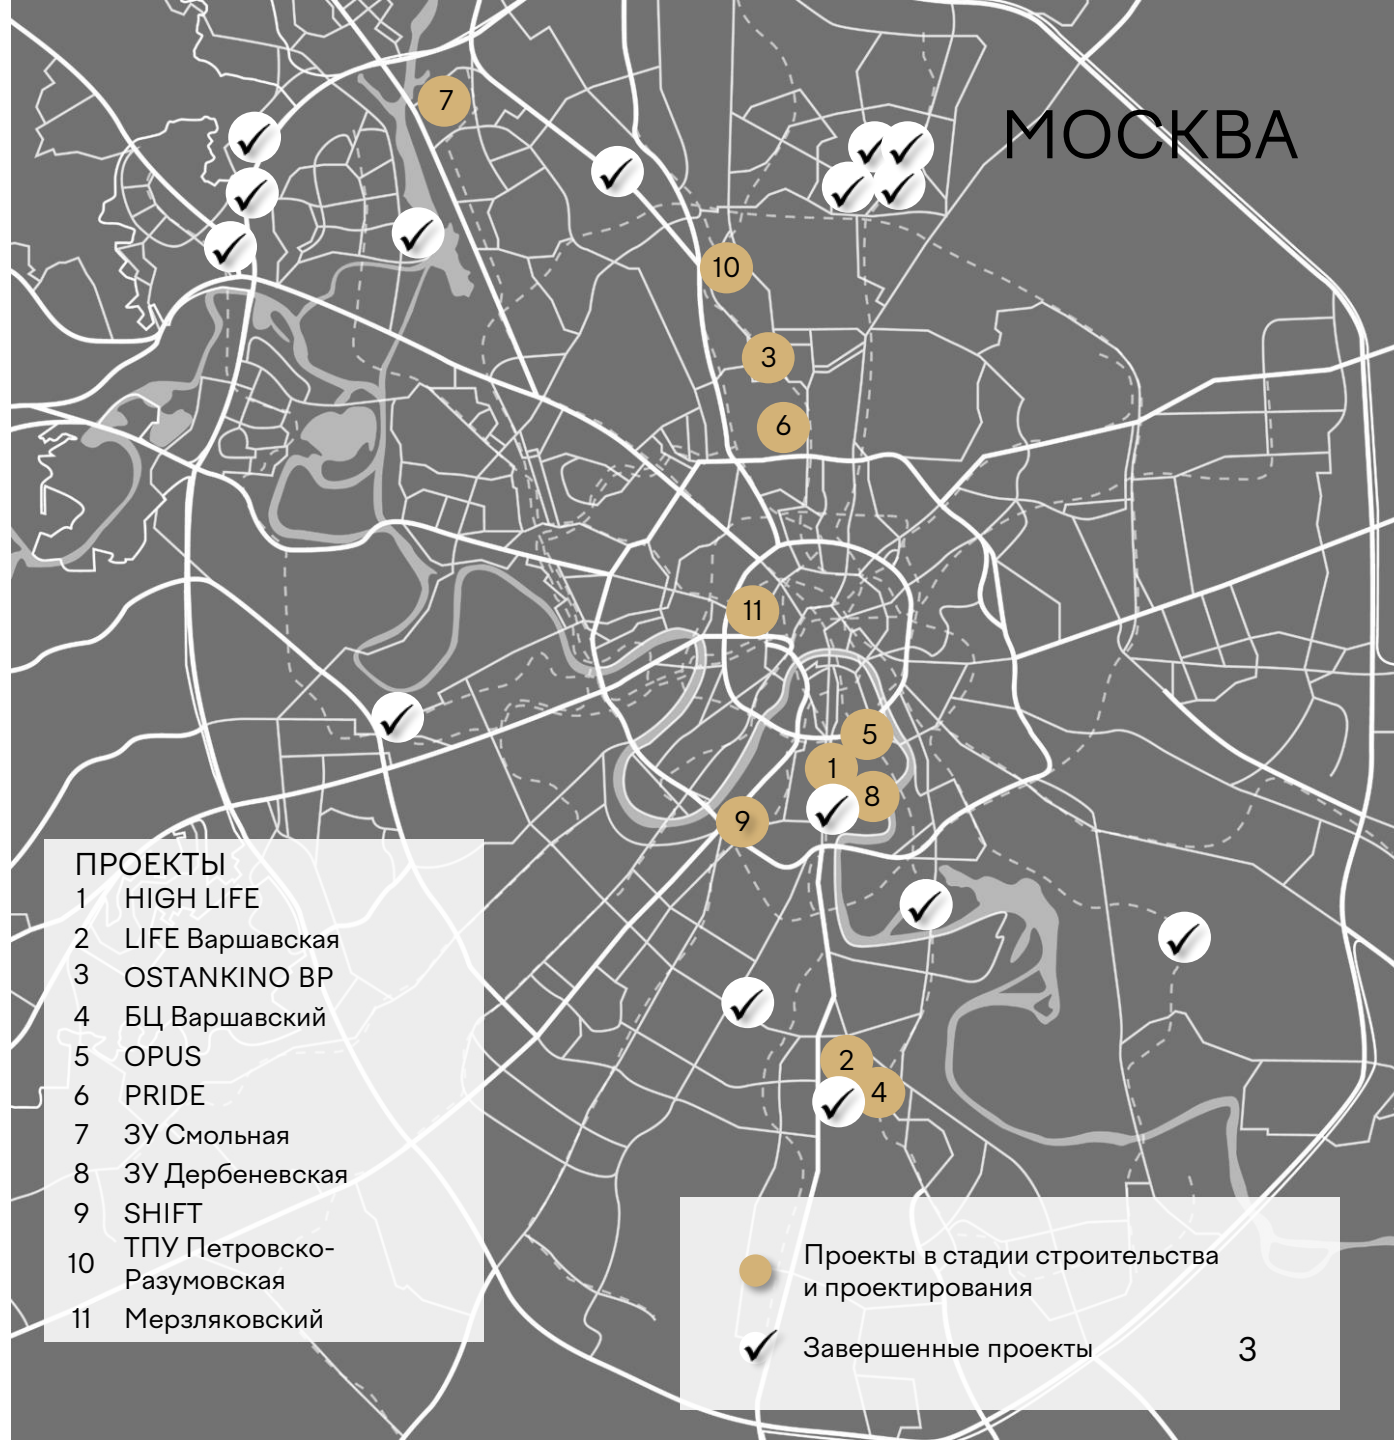 МОСКВА
7
10
3
6
11
5
1
8
9
2
4
ПРОЕКТЫ
1 HIGH LIFE
2 LIFE Варшавская
3 OSTANKINO BP
4 БЦ Варшавский
5 OPUS
6 PRIDE
7 ЗУ Смольная
8 ЗУ Дербеневская
9 SHIFT
10 ТПУ Петровско-
Разумовская
11 Мерзляковский
Проекты в стадии строительства
и проектирования
Завершенные проекты
3